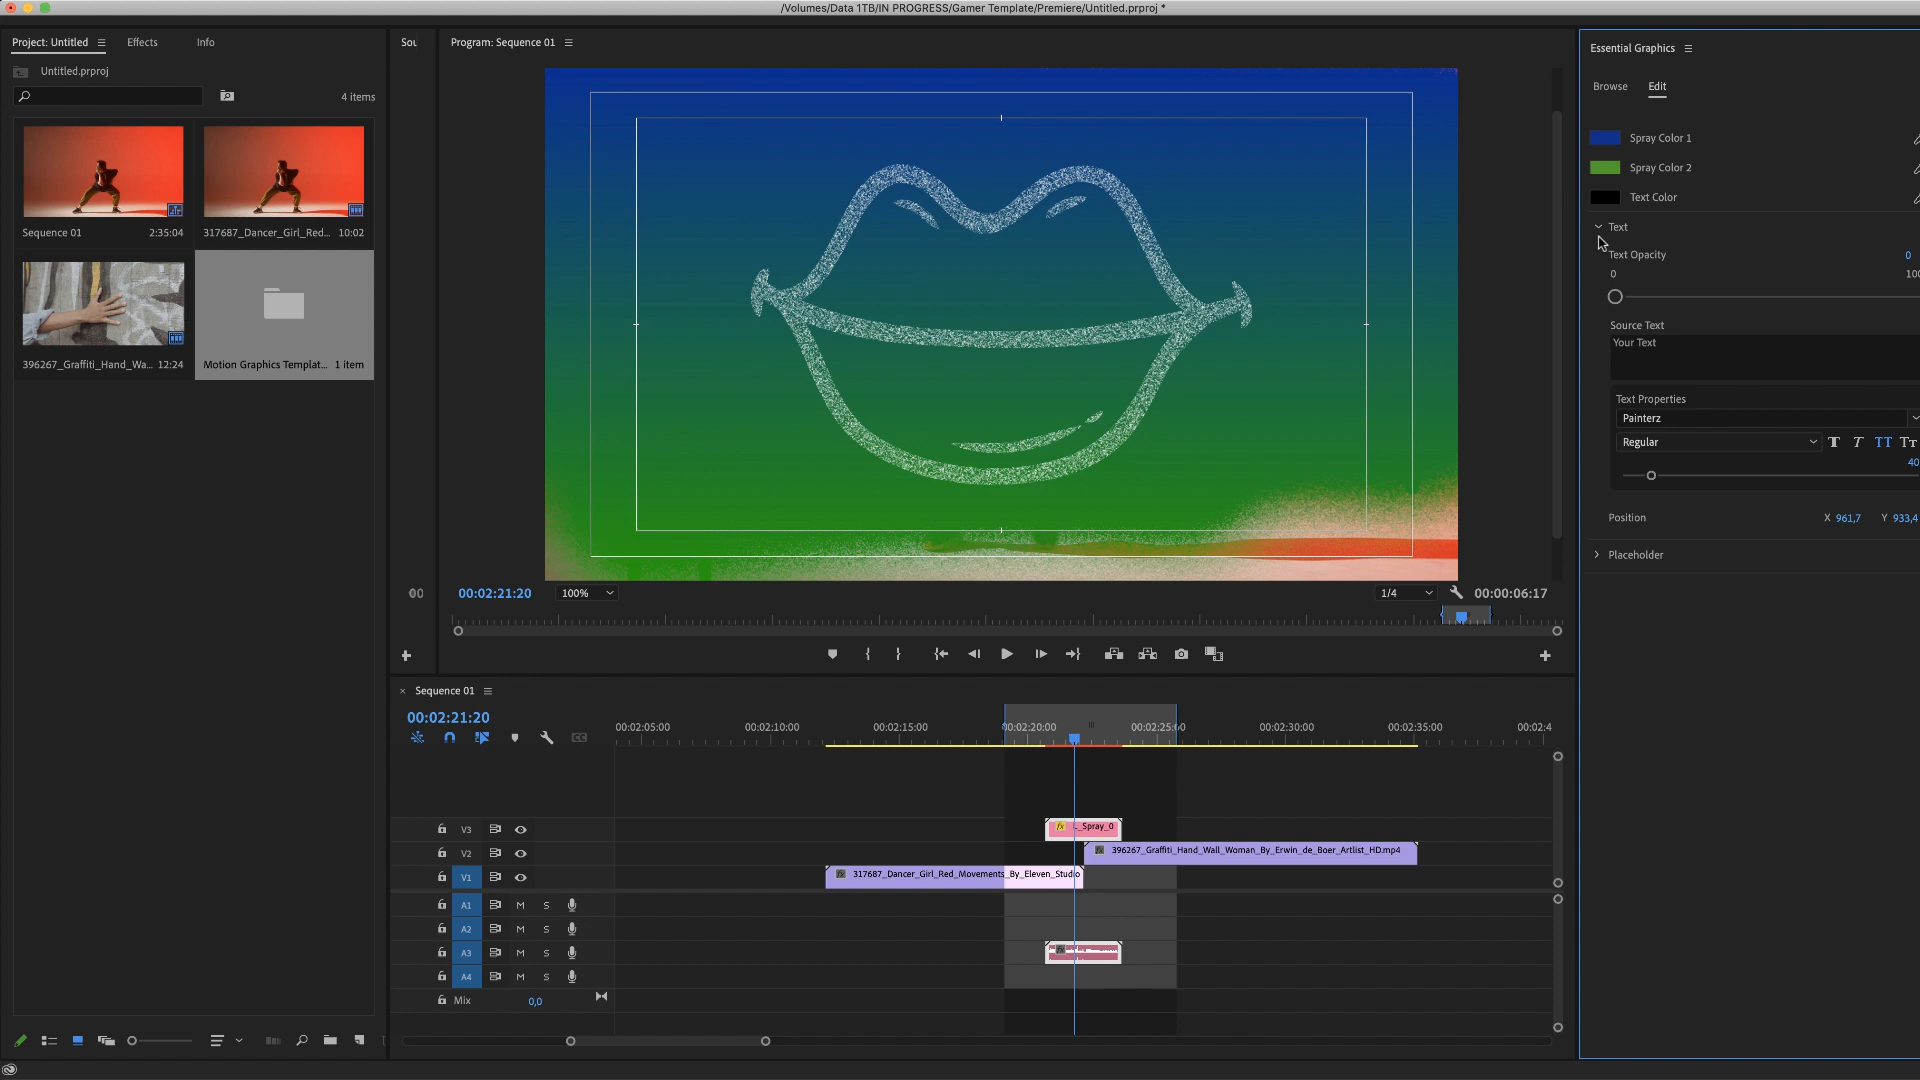 /Volumes/Data 1TB/IN PROGRESS/Gamer Template/Premiere/Untitled.prproj *
Project: Untitled
Effects
Info
Untitled.prproj
4 items
Sequence 01
2:35:04
317687_Dancer_Girl_Red...
10:02
396267_Graffiti_Hand_Wa...
12:24
Motion Graphics Templat...
1 item
Sou
Program: Sequence 01
00
00:02:21:20
100%
1/4
00:00:06:17
Sequence 01
00:02:21:20
00:02:05:00
00:02:10:00
00:02:15:00
00:02:20:00
00:02:25:00
00:02:30:00
00:02:35:00
00:02:4
V3
_Spray_0
V2
396267_Graffiti_Hand_Wall_Woman_By_Erwin_de_Boer_Artlist_HD.mp4
V1
317687_Dancer_Girl_Red_Movements_By_Eleven_Studio
A1 M S
A2 M S
A3 M S
A4 M S
Mix
0,0
Essential Graphics
Browse
Edit
Spray Color 1
Spray Color 2
Text Color
Text
Text Opacity
0
0
100
Source Text
Your Text
Text Properties
Painterz
Regular
T T TT Tt
40
Position
X 961,7
Y 933,4
Placeholder